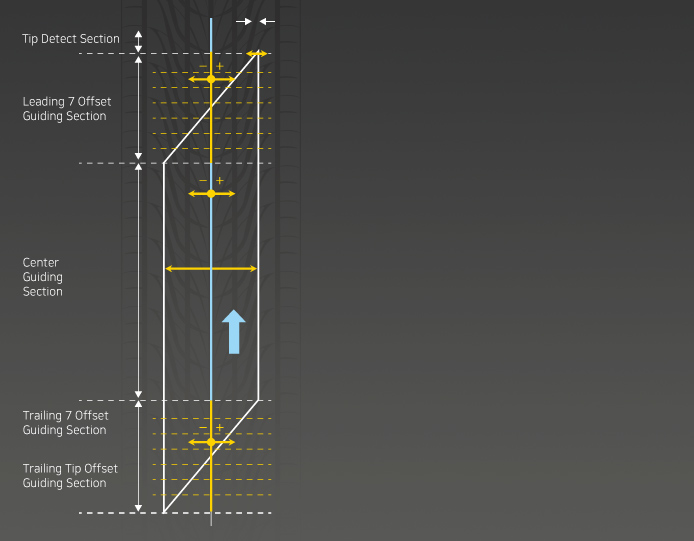 Tip Detect Section
− +
Leading 7 Offset
Guiding Section
− +
Center
Guiding
Section
Trailing 7 Offset
Guiding Section
− +
Trailing Tip Offset
Guiding Section